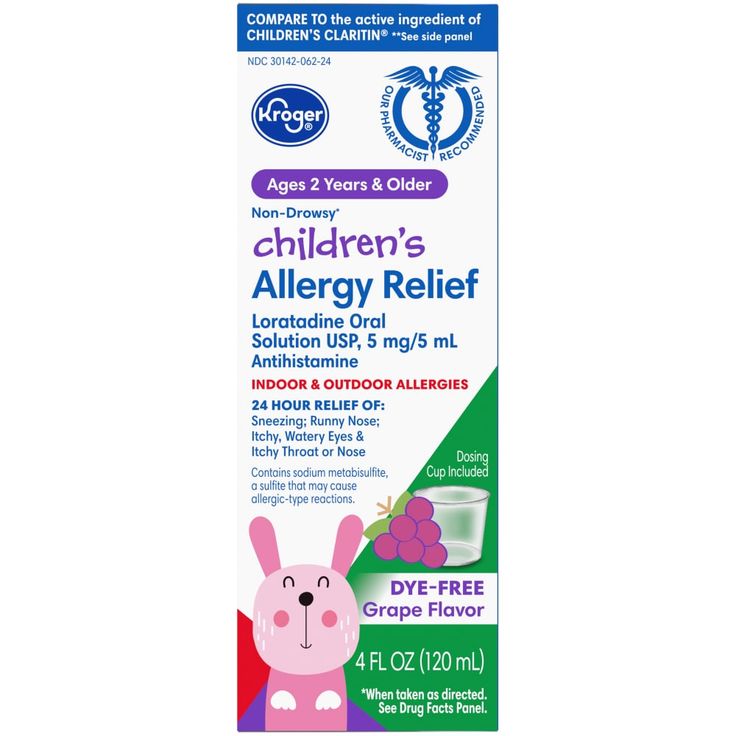 COMPARE TO the active ingredient of
CHILDREN'S CLARITIN® **See side panel
NDC 30142-062-24
Kroger®
OUR PHARMACIST RECOMMENDED
Ages 2 Years & Older
Non-Drowsy*
children's
Allergy Relief
Loratadine Oral
Solution USP, 5 mg/5 mL
Antihistamine
INDOOR & OUTDOOR ALLERGIES
24 HOUR RELIEF OF:
Sneezing; Runny Nose;
Itchy, Watery Eyes &
Itchy Throat or Nose
Contains sodium metabisulfite,
a sulfite that may cause
allergic-type reactions.
Dosing
Cup Included
DYE-FREE
Grape Flavor
4 FL OZ (120 mL)
*When taken as directed.
See Drug Facts Panel.